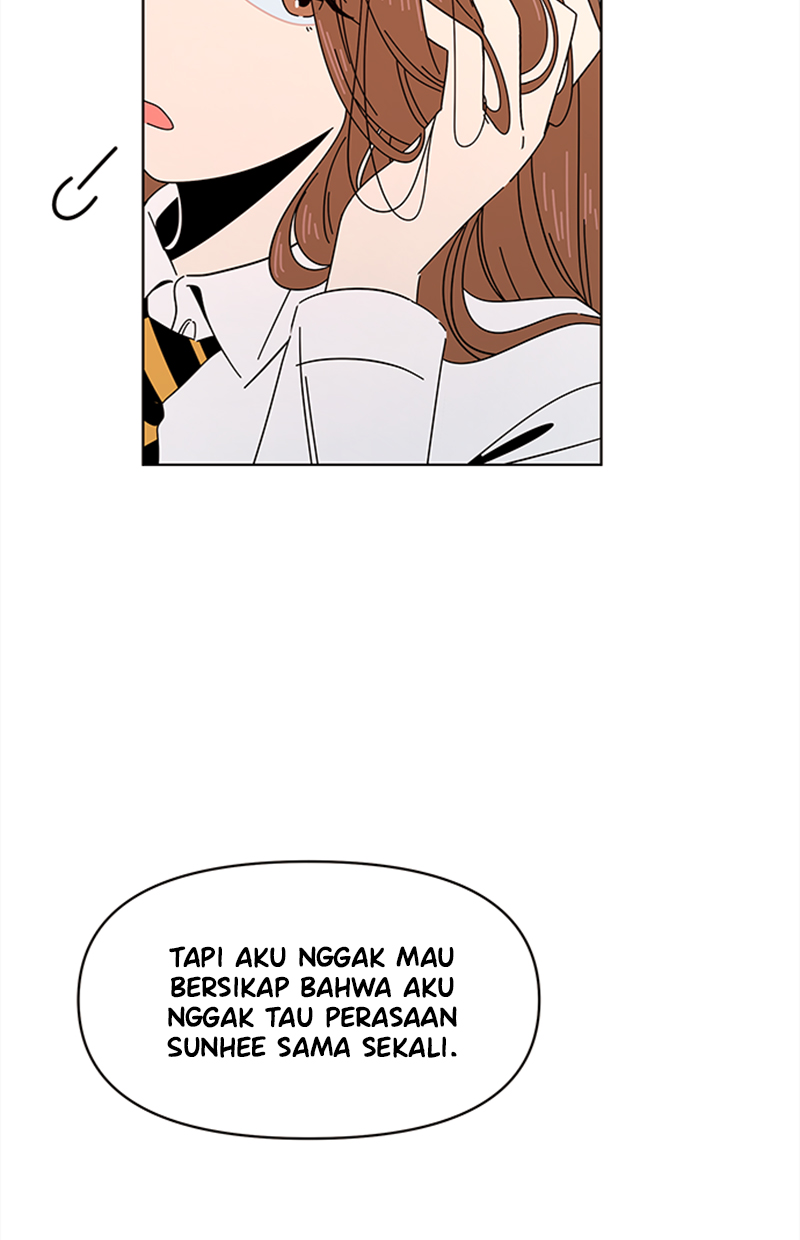 TAPI AKU NGGAK MAU
BERSIKAP BAHWA AKU
NGGAK TAU PERASAAN
SUNHEE SAMA SEKALI.